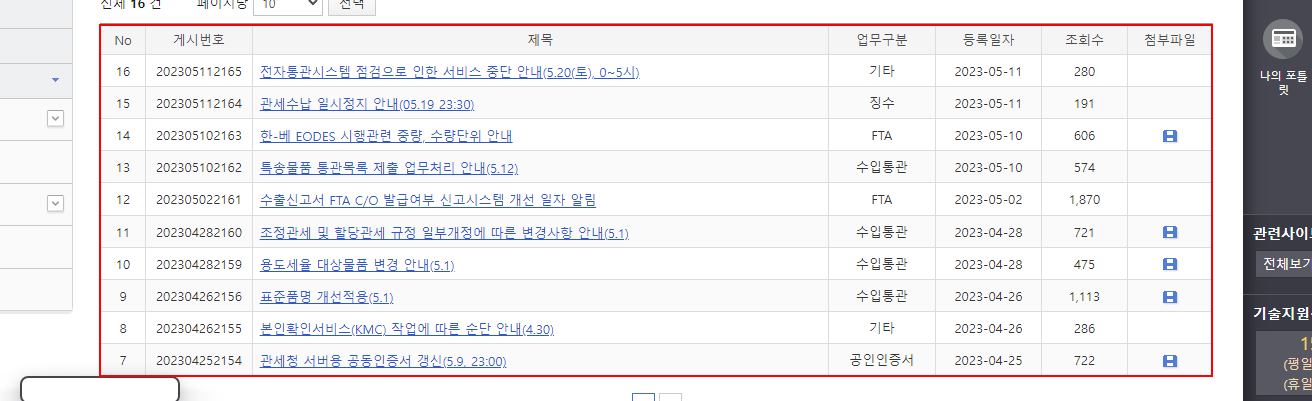 전체 16 건 페이지당 10 선택
No 게시번호 제목 업무구분 등록일자 조회수 첨부파일
16 202305112165 전자통관시스템 점검으로 인한 서비스 중단 안내(5.20(토), 0~5시) 기타 2023-05-11 280
15 202305112164 관세수납 일시정지 안내(05.19 23:30) 징수 2023-05-11 191
14 202305102163 한-베 EODES 시행관련 중량, 수량단위 안내 FTA 2023-05-10 606
13 202305102162 특송물품 통관목록 제출 업무처리 안내(5.12) 수입통관 2023-05-10 574
12 202305022161 수출신고서 FTA C/O 발급여부 신고시스템 개선 일자 알림 FTA 2023-05-02 1,870
11 202304282160 조정관세 및 할당관세 규정 일부개정에 따른 변경사항 안내(5.1) 수입통관 2023-04-28 721
10 202304282159 용도세율 대상물품 변경 안내(5.1) 수입통관 2023-04-28 475
9 202304262156 표준품명 개선적용(5.1) 수입통관 2023-04-26 1,113
8 202304262155 본인확인서비스(KMC) 작업에 따른 순단 안내(4.30) 기타 2023-04-26 286
7 202304252154 관세청 서버용 공동인증서 갱신(5.9, 23:00) 공인인증서 2023-04-25 722
나의 포틀
릿
관련사이트
전체보기
기술지원
(평일
(휴일